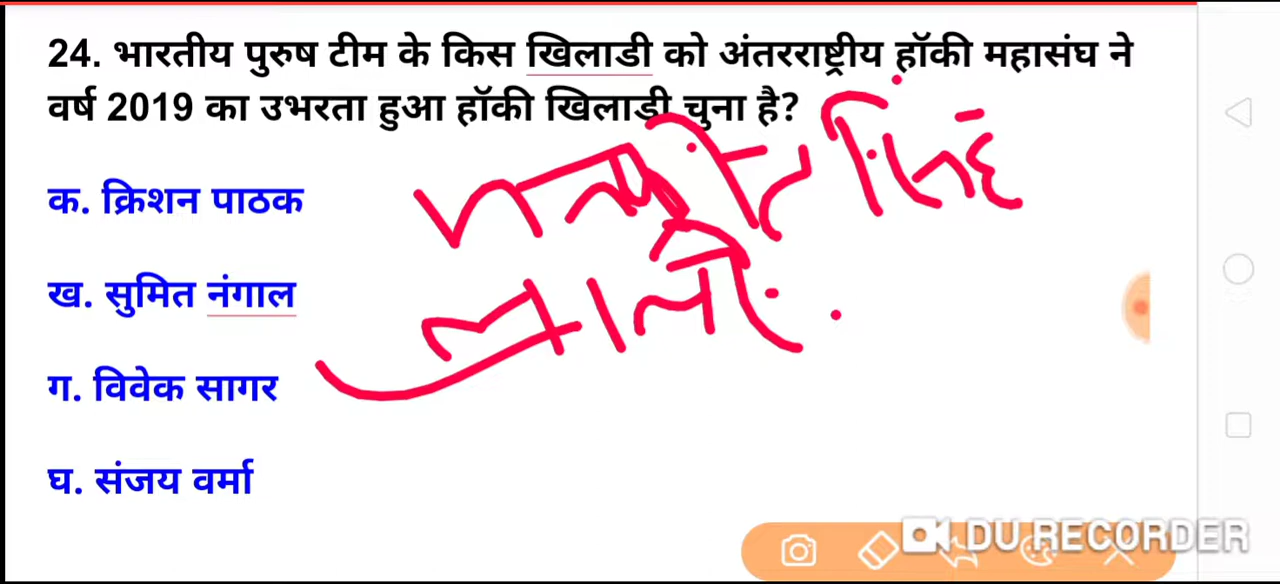 24. भारतीय पुरुष टीम के किस खिलाडी को अंतरराष्ट्रीय हॉकी महासंघ ने
वर्ष 2019 का उभरता हुआ हॉकी खिलाडी चुना है?
क. क्रिशन पाठक
ख. सुमित नंगाल
ग. विवेक सागर
घ. संजय वर्मा
सिंह
DU RECORDER